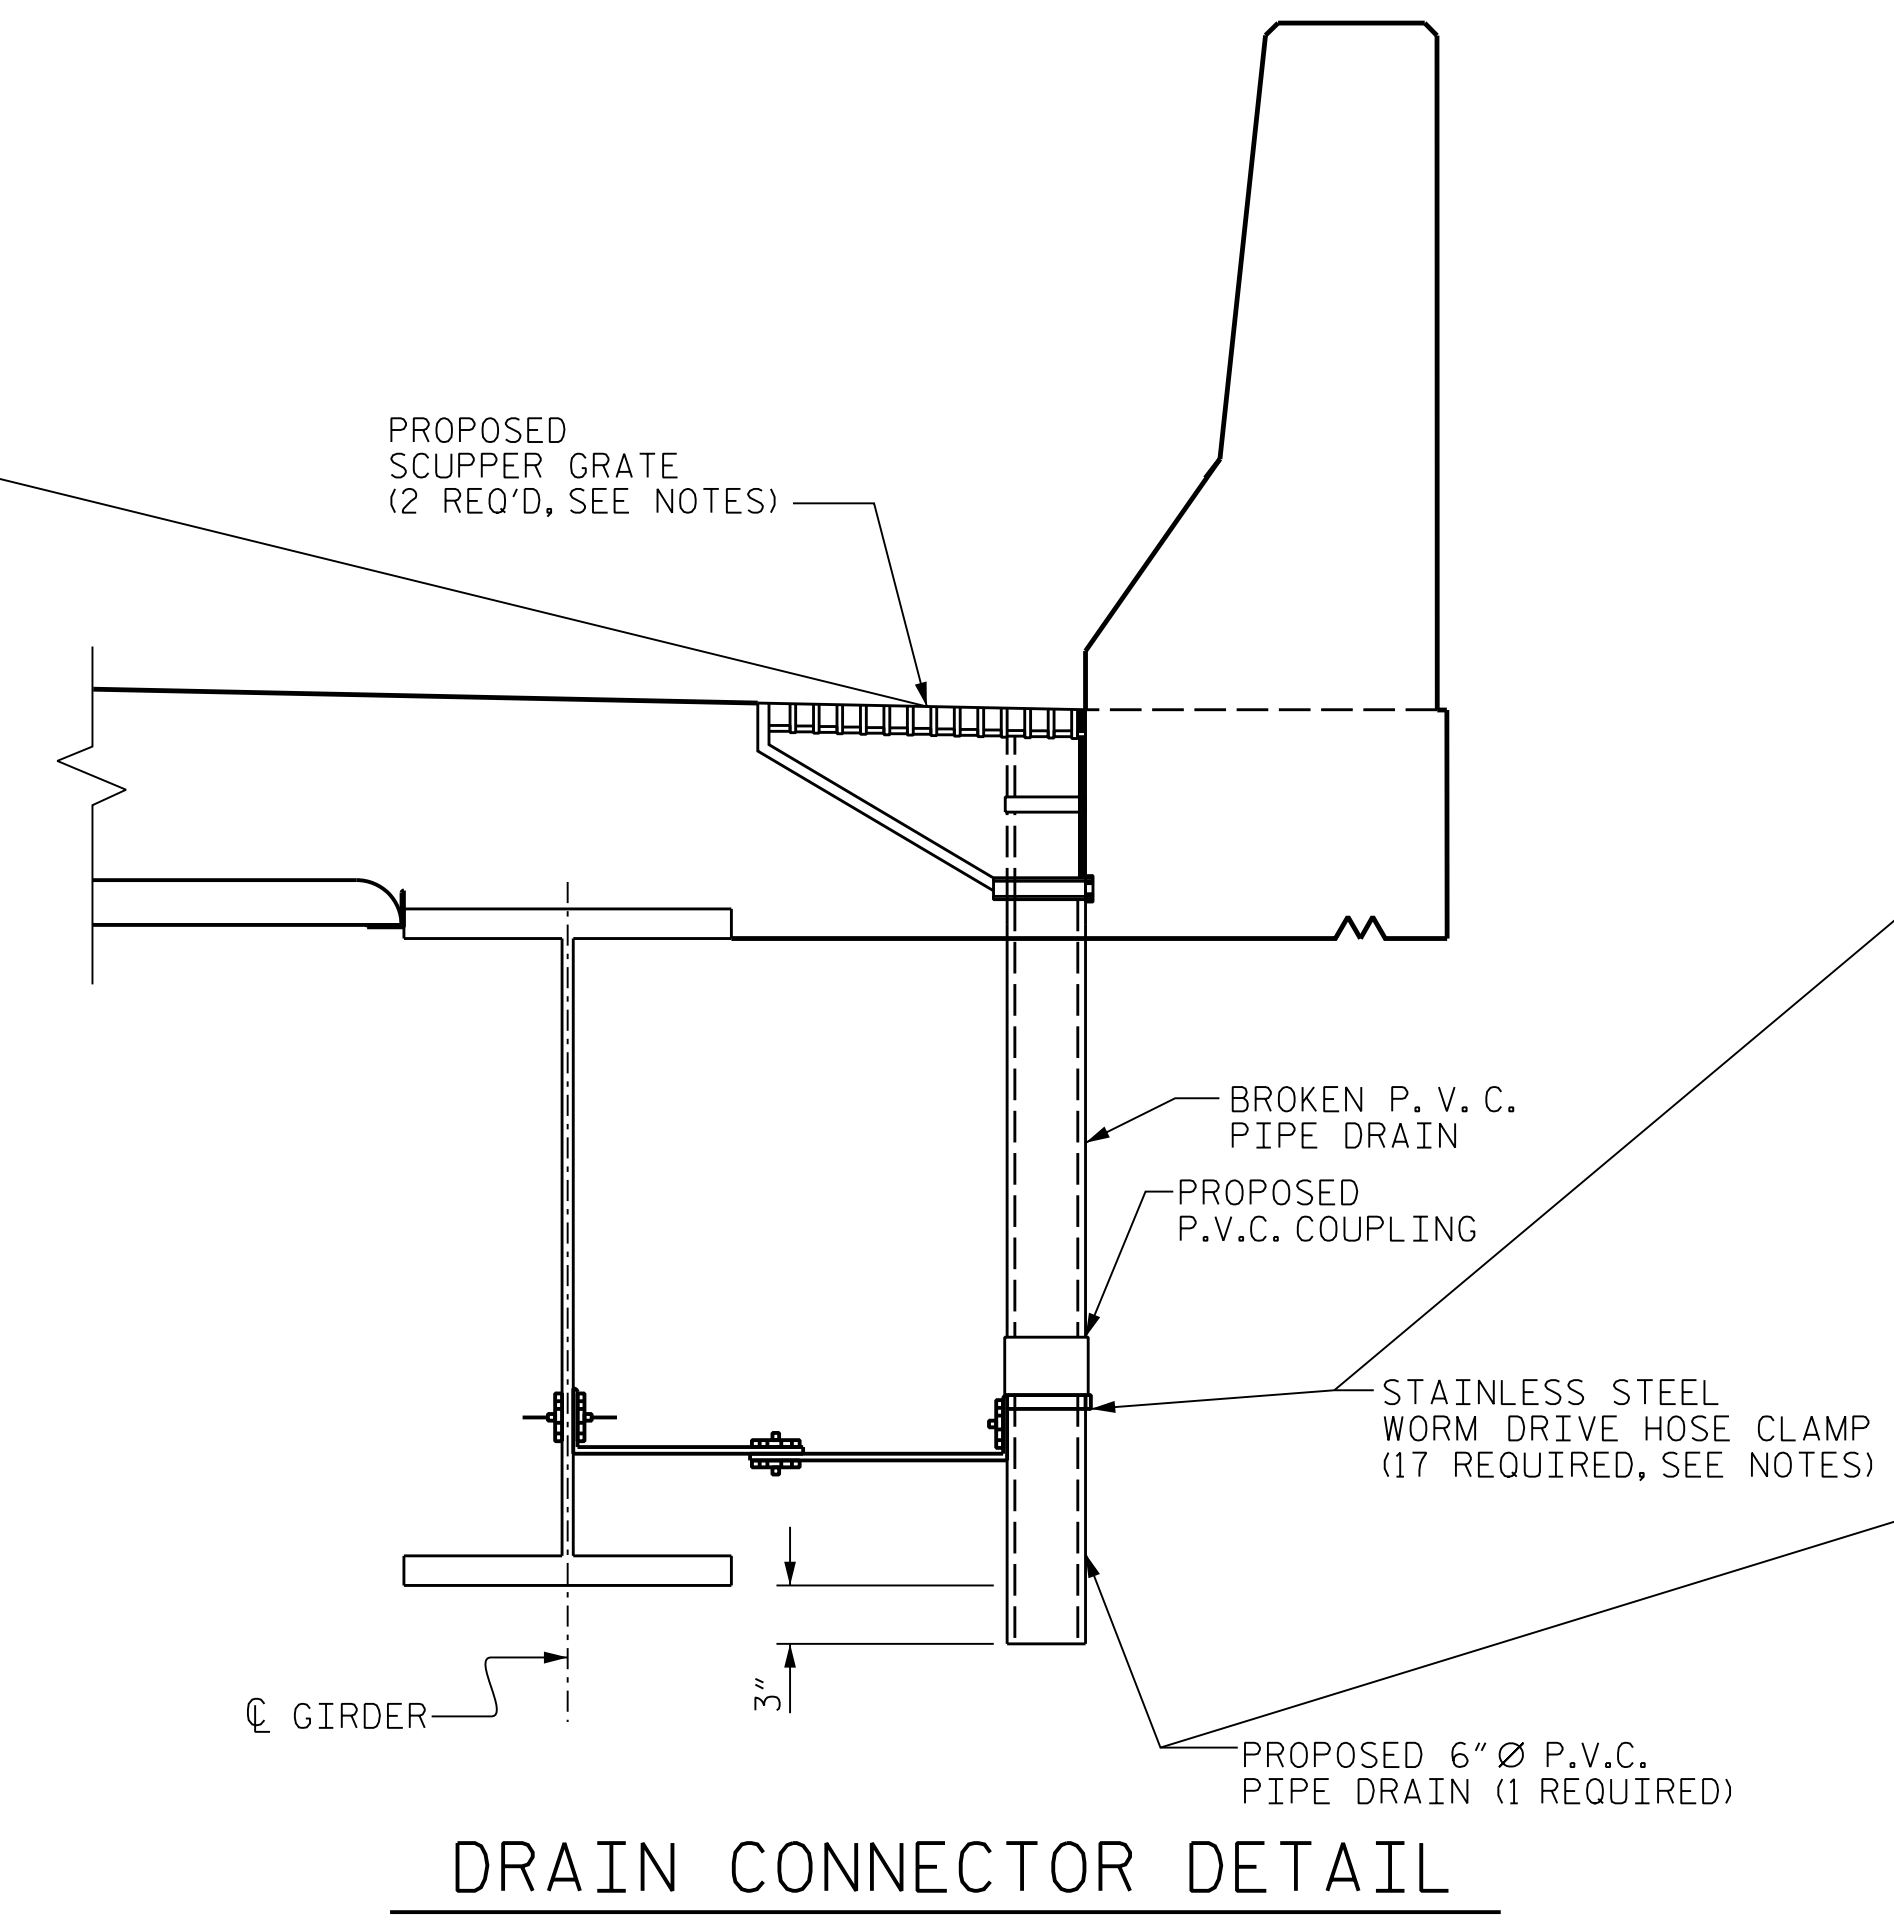 PROPOSED
SCUPPER GRATE
(2 REQ'D, SEE NOTES)
BROKEN P.V.C.
PIPE DRAIN
PROPOSED
P.V.C. COUPLING
STAINLESS STEEL
WORM DRIVE HOSE CLAMP
(17 REQUIRED, SEE NOTES)
3"
℄ GIRDER
PROPOSED 6"Ø P.V.C.
PIPE DRAIN (1 REQUIRED)
DRAIN CONNECTOR DETAIL